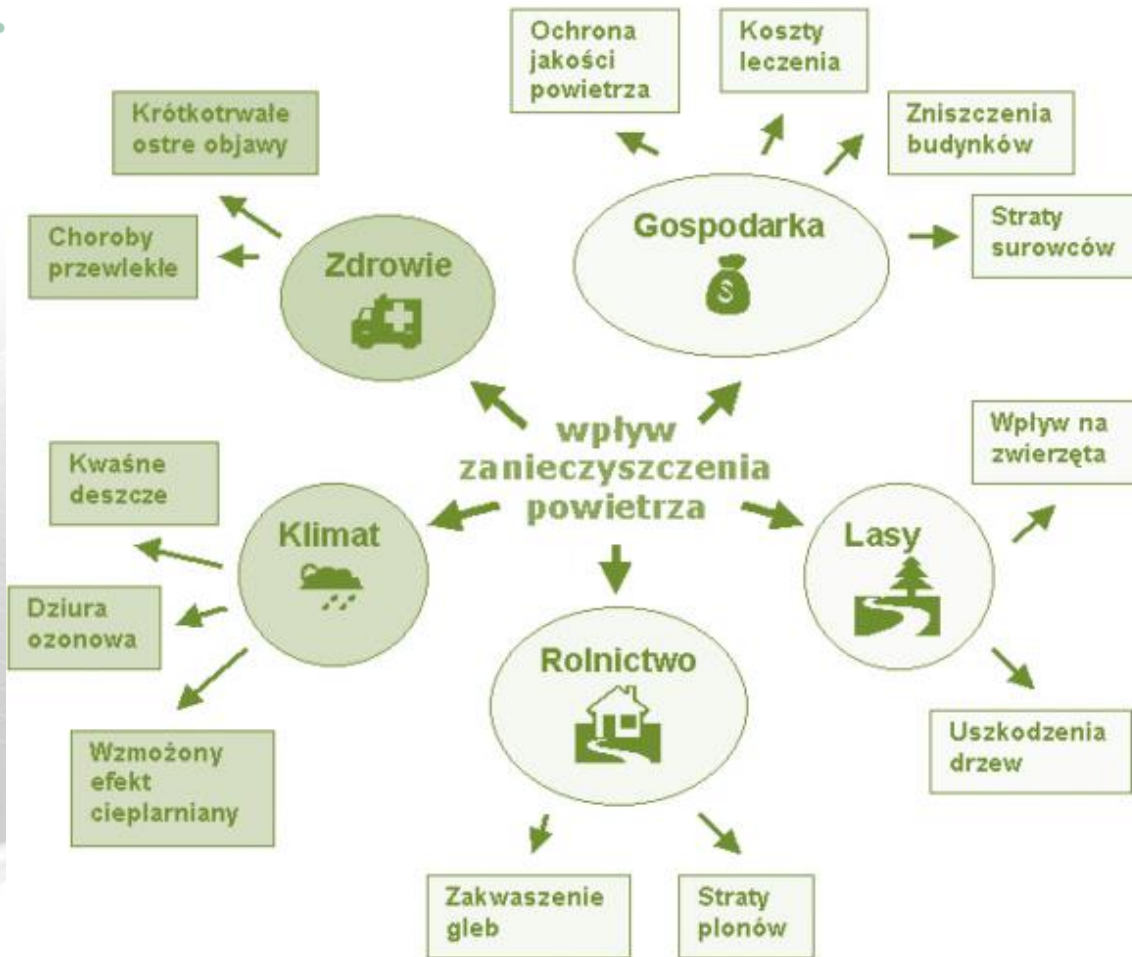 Ochrona
jakości
powietrza
Koszty
leczenia
Zniszczenia
budynków
Straty
surowców
Gospodarka
$
Krótkotrwałe
ostre objawy
Choroby
przewlekłe
Zdrowie
wpływ
zanieczyszczenia
powietrza
Wpływ na
zwierzęta
Lasy
Uszkodzenia
drzew
Kwaśne
deszcze
Klimat
Dziura
ozonowa
Wzmożony
efekt
cieplarniany
Rolnictwo
Zakwaszenie
gleb
Straty
plonów